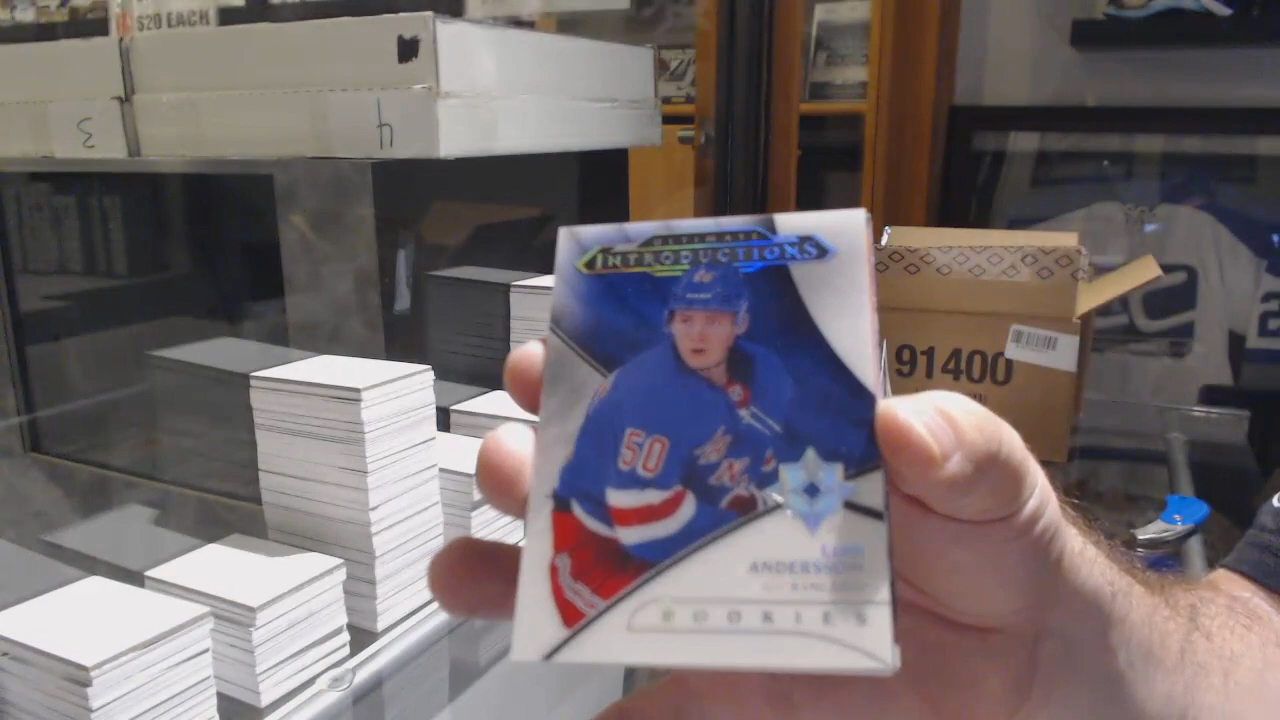 $20 EACH
3
4
ULTIMATE
INTRODUCTIONS
50
ANDERSSON
ROOKIES
91400